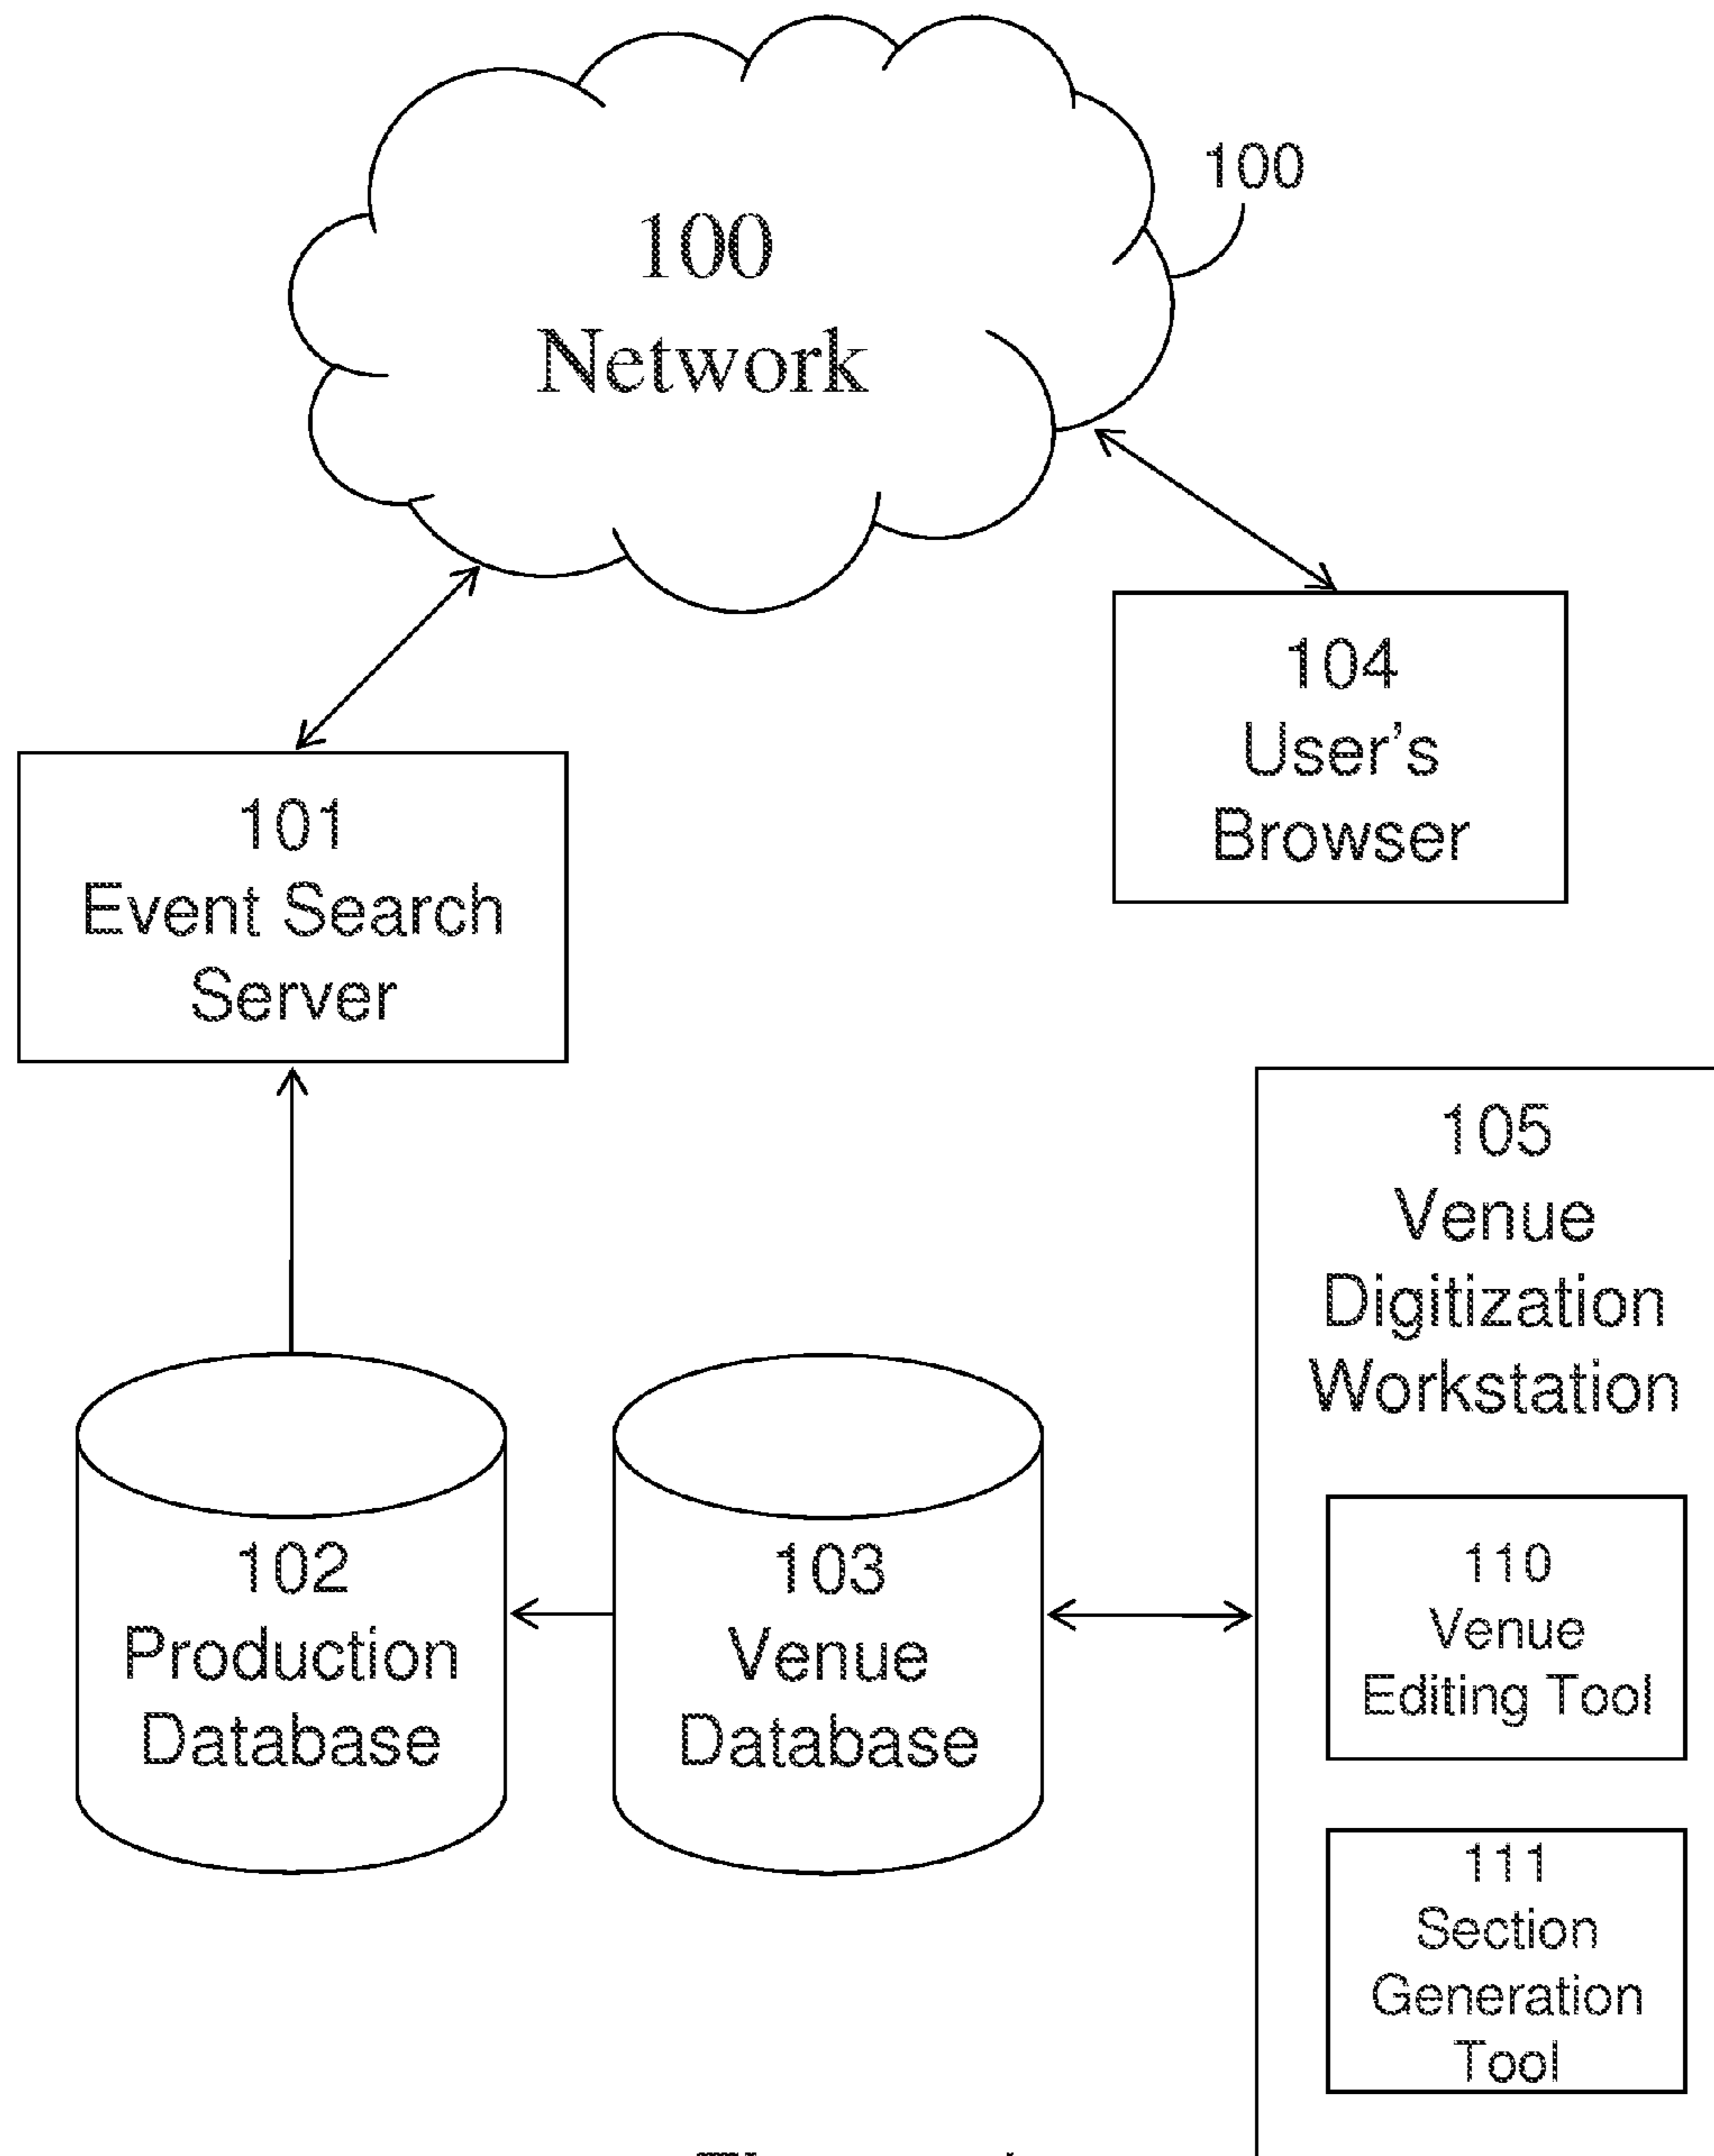 100
100
Network
104
User's
Browser
101
Event Search
Server
105
Venue
Digitization
Workstation
102
Production
Database
103
Venue
Database
110
Venue
Editing Tool
111
Section
Generation
Tool